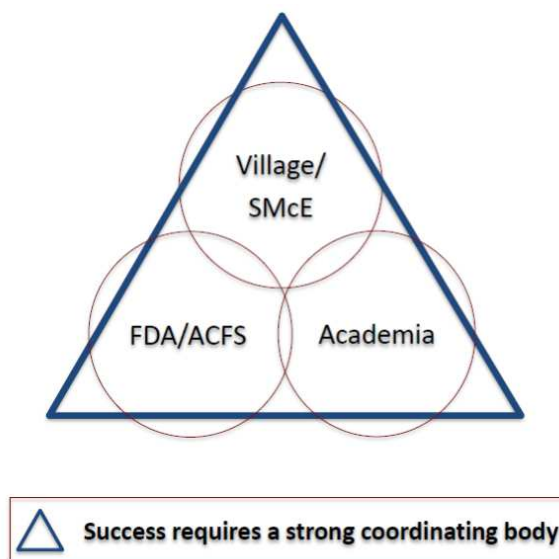 Village/
SMcE
FDA/ACFS
Academia
Success requires a strong coordinating body